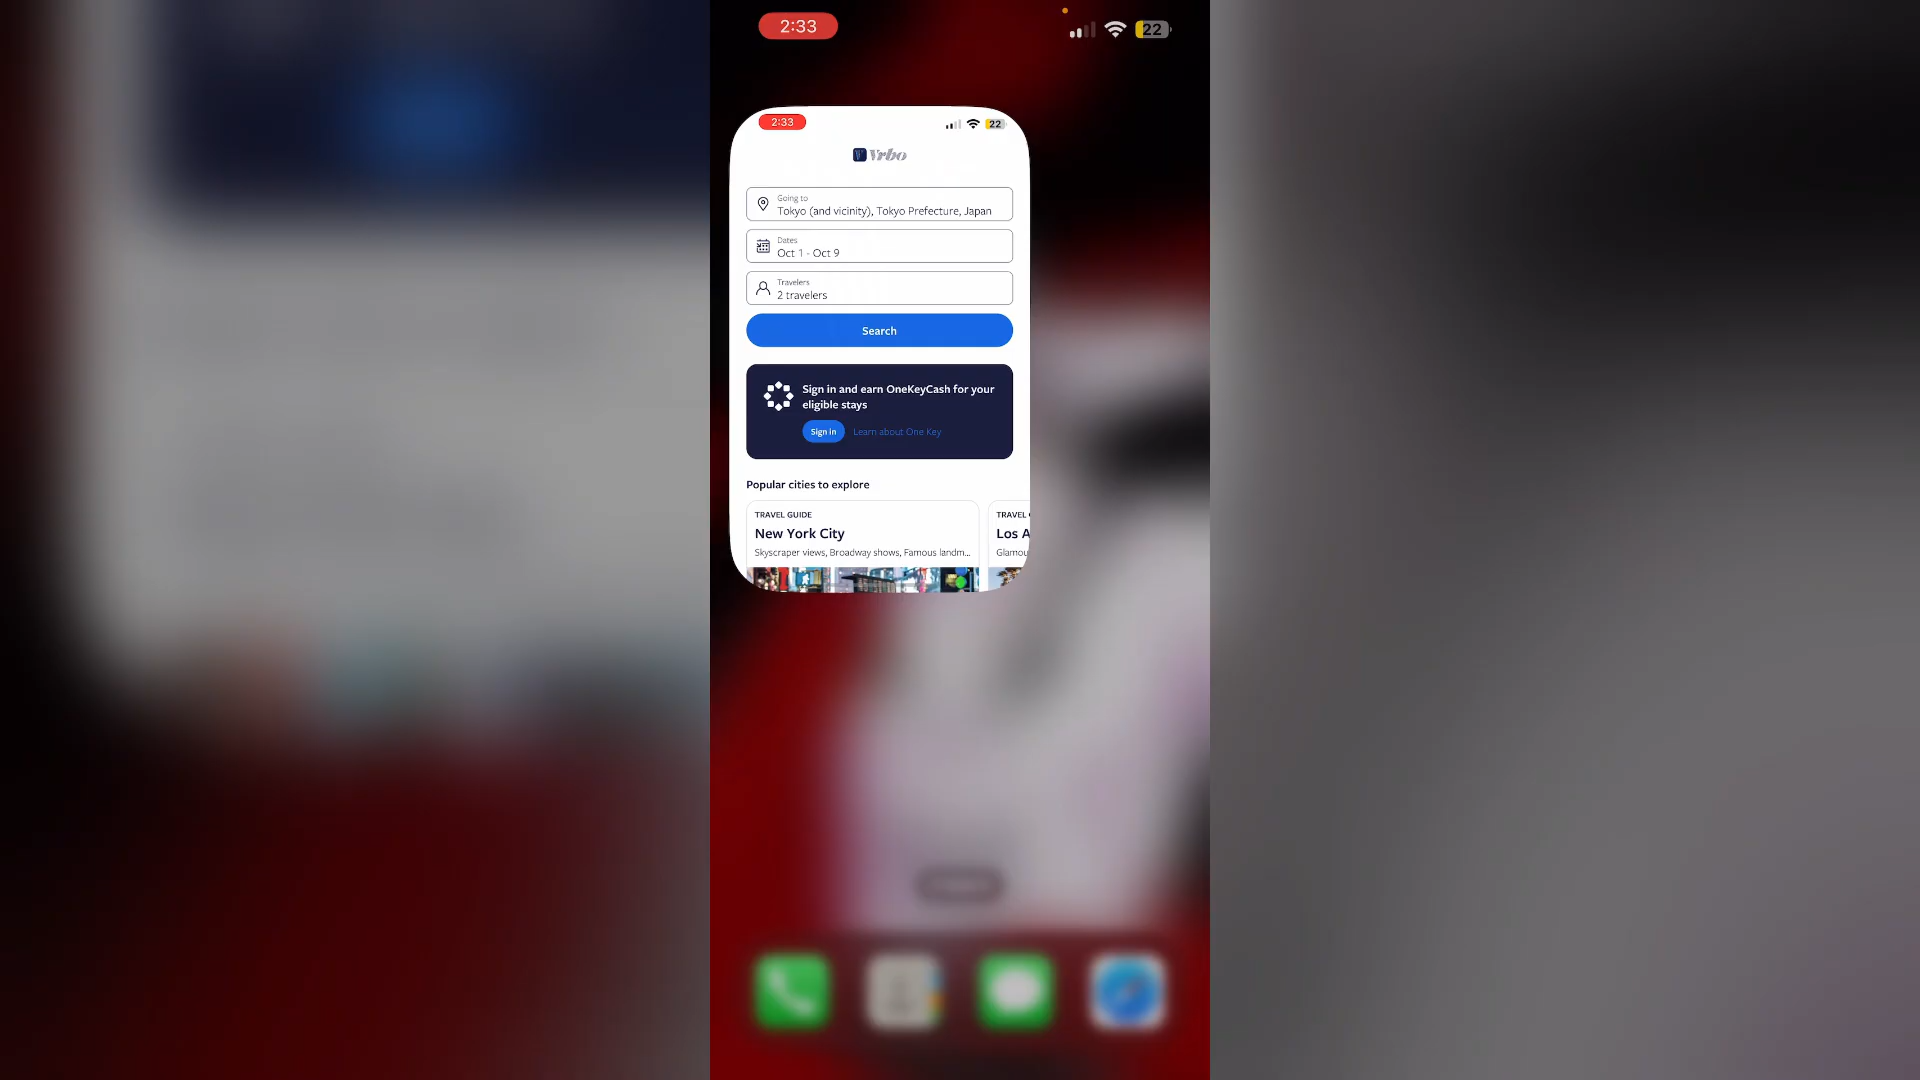 2:33
22
2:33
22
Vrbo
Going to
Tokyo (and vicinity), Tokyo Prefecture, Japan
Dates
Oct 1 - Oct 9
Travelers
2 travelers
Search
Sign in and earn OneKeyCash for your
eligible stays
Sign in
Learn about One Key
Popular cities to explore
TRAVEL GUIDE
New York City
Skyscraper views, Broadway shows, Famous landm...
TRAVEL
Los A
Glamou